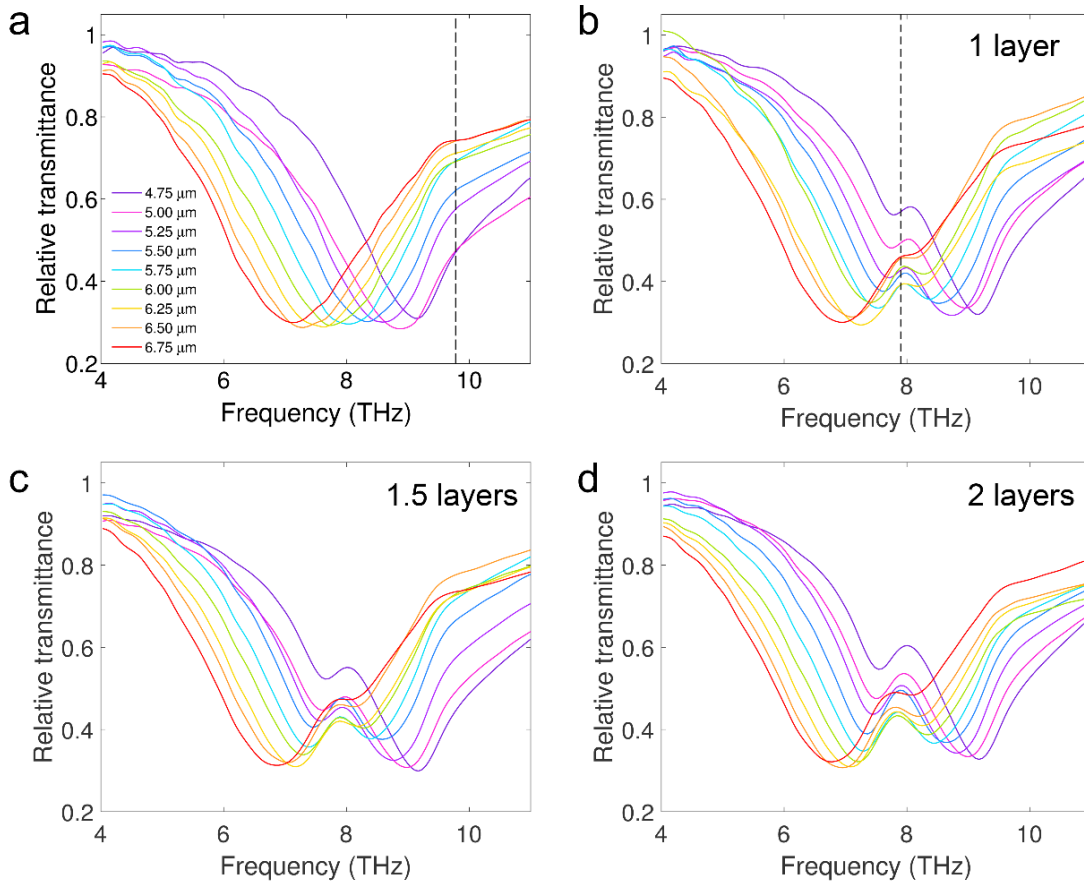 a
1
0.8
0.6
0.4
0.2
Relative transmittance
4.75 μm
5.00 μm
5.25 μm
5.50 μm
5.75 μm
6.00 μm
6.25 μm
6.50 μm
6.75 μm
4 6 8 10
Frequency (THz)
b
1 layer
1
0.8
0.6
0.4
0.2
Relative transmittance
4 6 8 10
Frequency (THz)
c
1.5 layers
1
0.8
0.6
0.4
0.2
Relative transmittance
4 6 8 10
Frequency (THz)
d
2 layers
1
0.8
0.6
0.4
0.2
Relative transmittance
4 6 8 10
Frequency (THz)